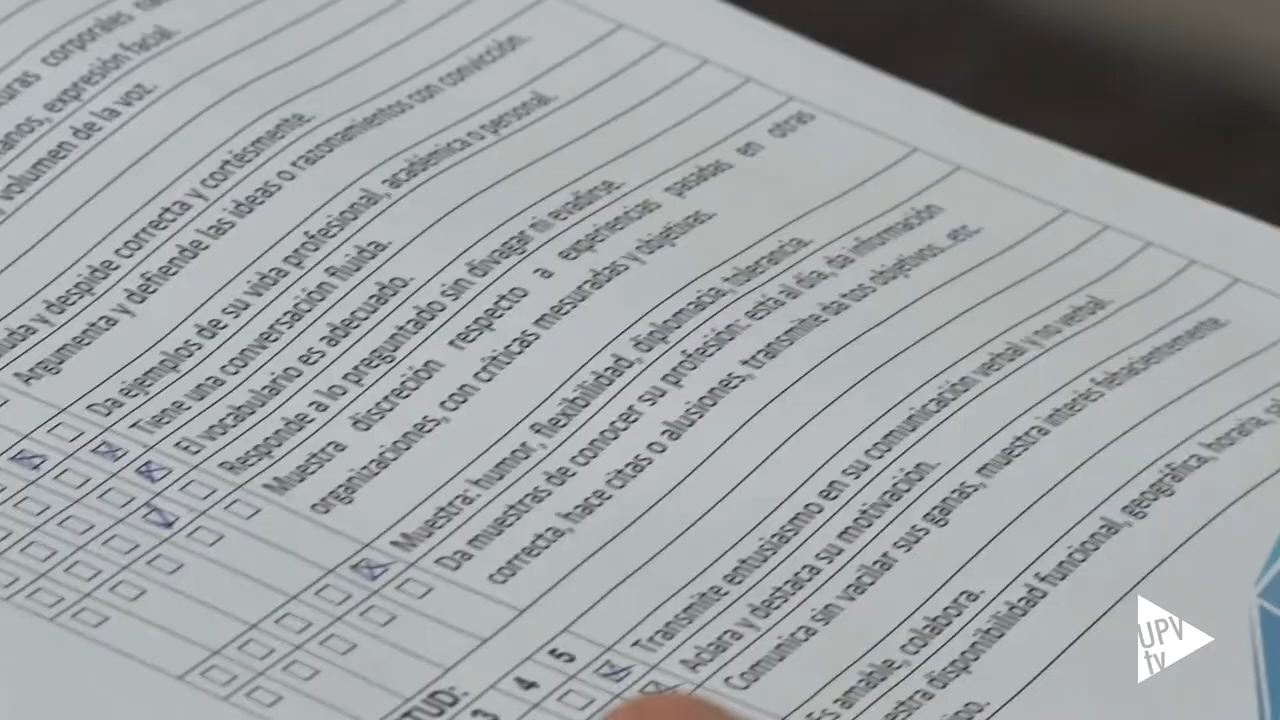 corporales
manos, expresión facial.
volumen de la voz.
y despide correcta y cortésmente.
Argumenta y defiende las ideas o razonamientos con convicción.
Da ejemplos de su vida profesional, académica o personal.
Tiene una conversación fluida.
El vocabulario es adecuado.
Responde a lo preguntado sin divagar ni evadirse.
Muestra discreción respecto a experiencias pasadas en otras
organizaciones, con críticas mesuradas y objetivas.
Muestra: humor, flexibilidad, diplomacia, tolerancia.
Da muestras de conocer su profesión: está al día, da información
correcta, hace citas o alusiones, transmite da tos objetivos...etc.
TUD:
3 4 5
Transmite entusiasmo en su comunicación verbal y no verbal.
Aclara y destaca su motivación.
Comunica sin vacilar sus ganas, muestra interés fehacientemente.
Es amable, colabora.
disponibilidad funcional, geográfica, horaria,
UPV
tv